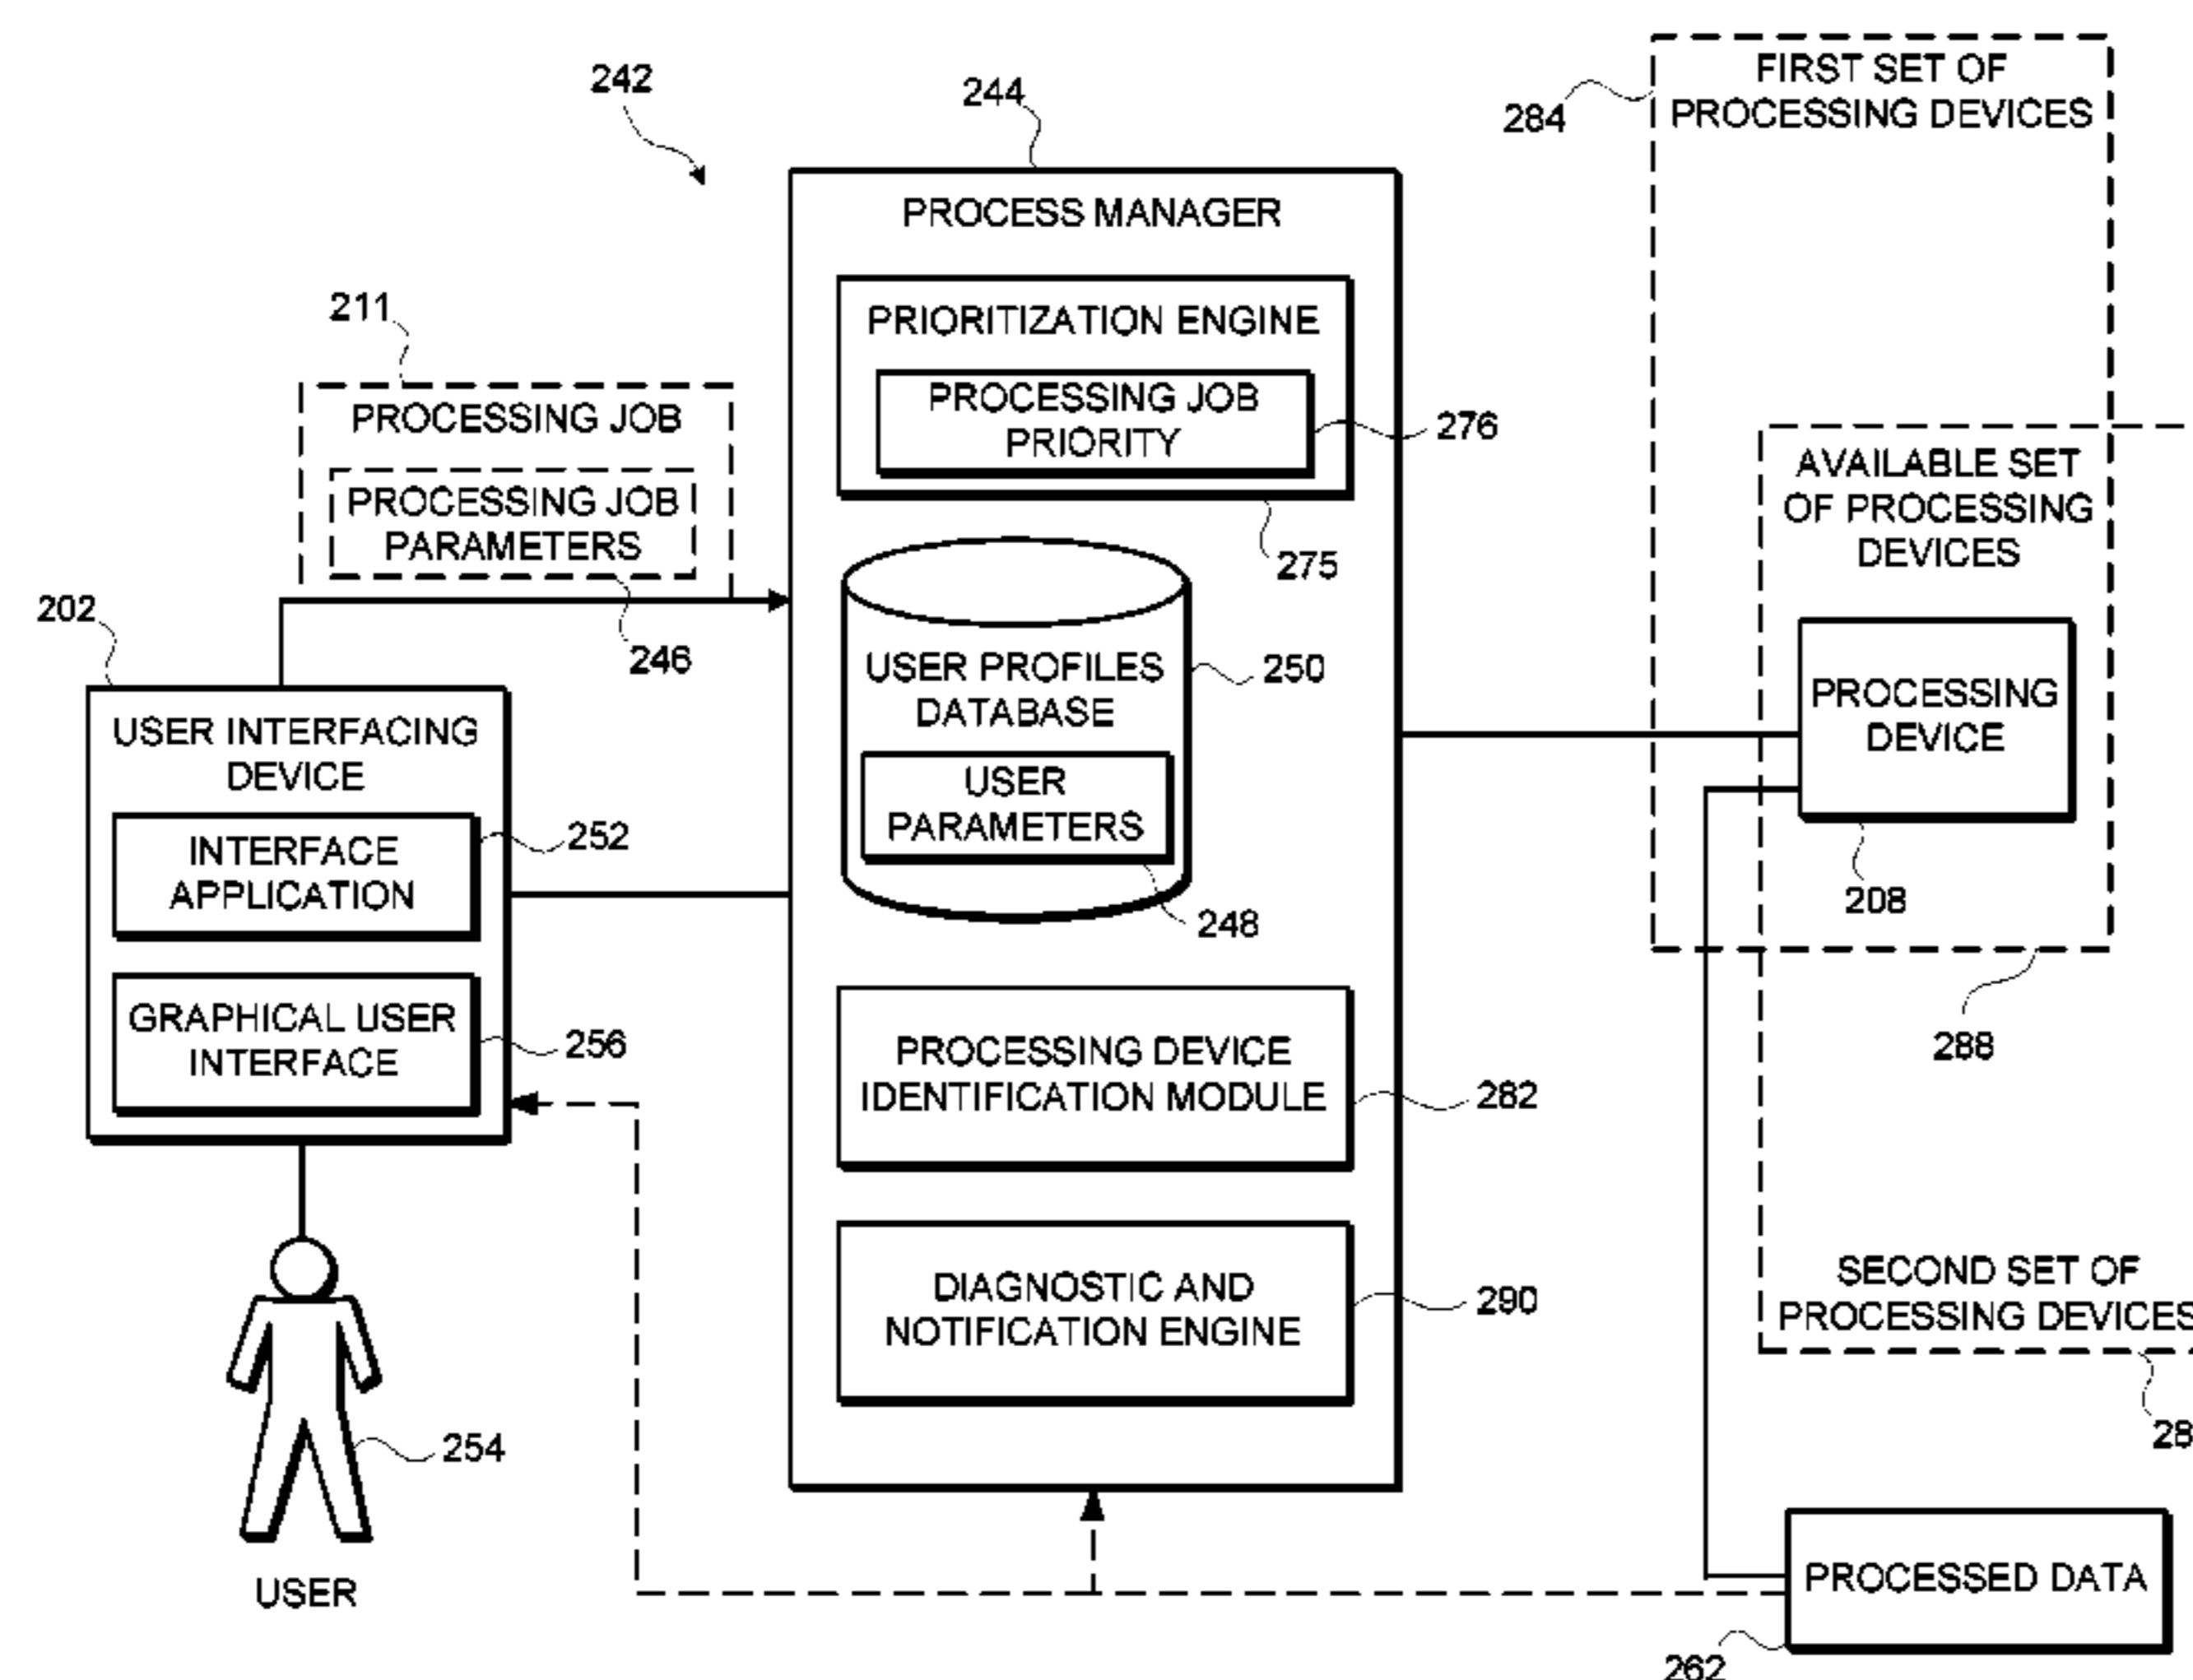 242
244
284
FIRST SET OF
PROCESSING DEVICES
PROCESS MANAGER
211
PRIORITIZATION ENGINE
PROCESSING JOB
PRIORITY
276
275
PROCESSING JOB
PROCESSING JOB
PARAMETERS
246
AVAILABLE SET
OF PROCESSING
DEVICES
202
USER PROFILES
DATABASE
250
USER
PARAMETERS
248
PROCESSING
DEVICE
208
288
USER INTERFACING
DEVICE
INTERFACE
APPLICATION
252
GRAPHICAL USER
INTERFACE
256
PROCESSING DEVICE
IDENTIFICATION MODULE
282
DIAGNOSTIC AND
NOTIFICATION ENGINE
290
SECOND SET OF
PROCESSING DEVICES
28
254
USER
PROCESSED DATA
262